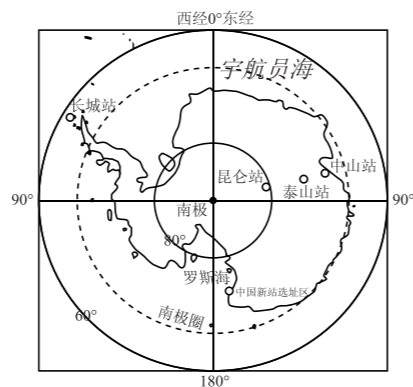 西经0°东经
宇航员海
长城站
中山站
昆仑站
泰山站
90°
90°
南极
80°
罗斯海
中国新站选址区
60°
南极圈
180°